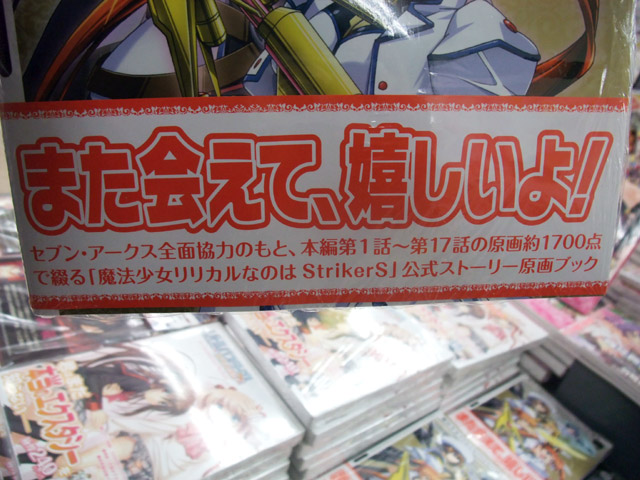 また会えて、嬉しいよ!
セブン・アークス全面協力のもと、本編第1話〜第17話の原画約1700点
で綴る「魔法少女リリカルなのは StrikerS」公式ストーリー原画ブック